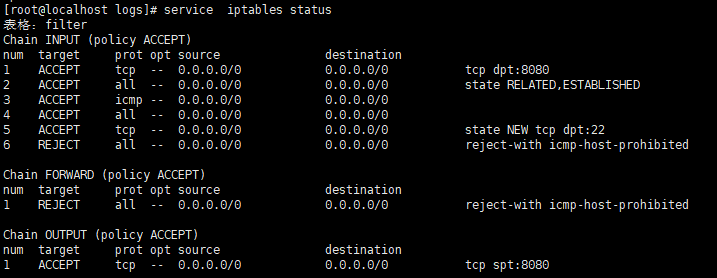 [root@localhost logs]# service  iptables status
表格：filter
Chain INPUT (policy ACCEPT)
num  target     prot opt source               destination
1    ACCEPT     tcp  --  0.0.0.0/0            0.0.0.0/0           tcp dpt:8080
2    ACCEPT     all  --  0.0.0.0/0            0.0.0.0/0           state RELATED,ESTABLISHED
3    ACCEPT     icmp --  0.0.0.0/0            0.0.0.0/0
4    ACCEPT     all  --  0.0.0.0/0            0.0.0.0/0
5    ACCEPT     tcp  --  0.0.0.0/0            0.0.0.0/0           state NEW tcp dpt:22
6    REJECT     all  --  0.0.0.0/0            0.0.0.0/0           reject-with icmp-host-prohibited
Chain FORWARD (policy ACCEPT)
num  target     prot opt source               destination
1    REJECT     all  --  0.0.0.0/0            0.0.0.0/0           reject-with icmp-host-prohibited
Chain OUTPUT (policy ACCEPT)
num  target     prot opt source               destination
1    ACCEPT     tcp  --  0.0.0.0/0            0.0.0.0/0           tcp spt:8080